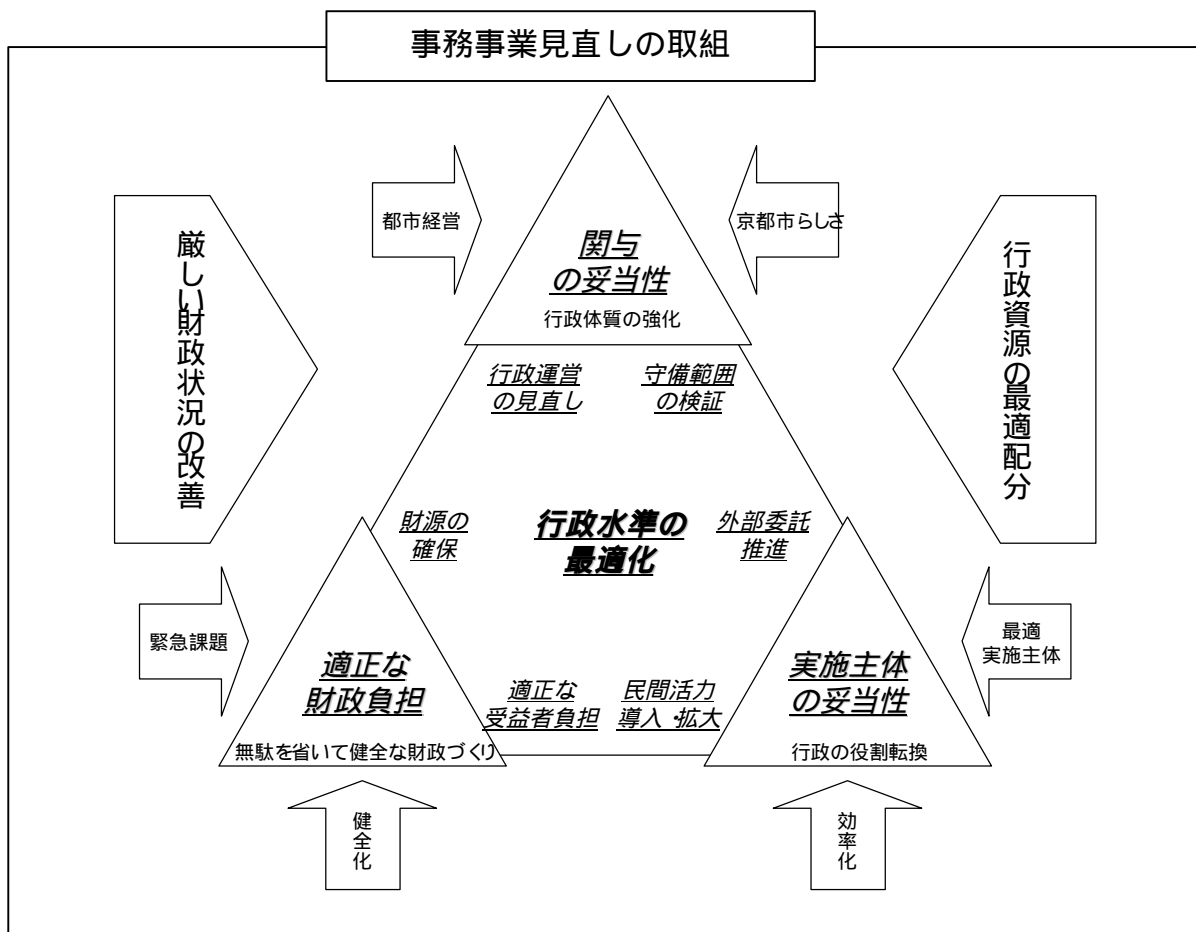 事務事業見直しの取組
都市経営
京都市らしさ
厳しい財政状況の改善
行政資源の最適配分
関与
の妥当性
行政体質の強化
行政運営
の見直し
守備範囲
の検証
財源の
確保
行政水準の
最適化
外部委託
推進
緊急課題
最適
実施主体
適正な
財政負担
無駄を省いて健全な財政づくり
適正な
受益者負担
民間活力
導入・拡大
実施主体
の妥当性
行政の役割転換
健全化
効率化